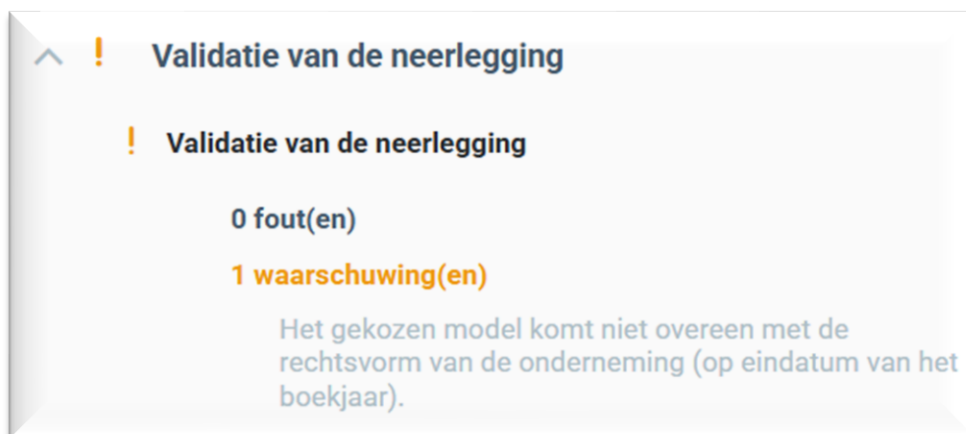 ! Validatie van de neerlegging
! Validatie van de neerlegging
0 fout(en)
1 waarschuwing(en)
Het gekozen model komt niet overeen met de
rechtsvorm van de onderneming (op eindatum van het
boekjaar).